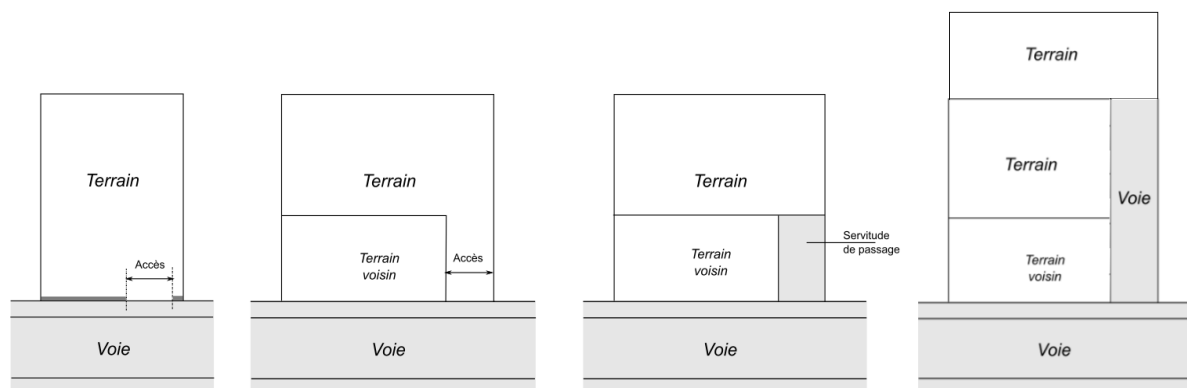 Terrain
Accès
Voie
Terrain
Terrain
voisin
Accès
Voie
Terrain
Terrain
voisin
Servitude
de passage
Voie
Terrain
Terrain
Voie
Terrain
voisin
Voie